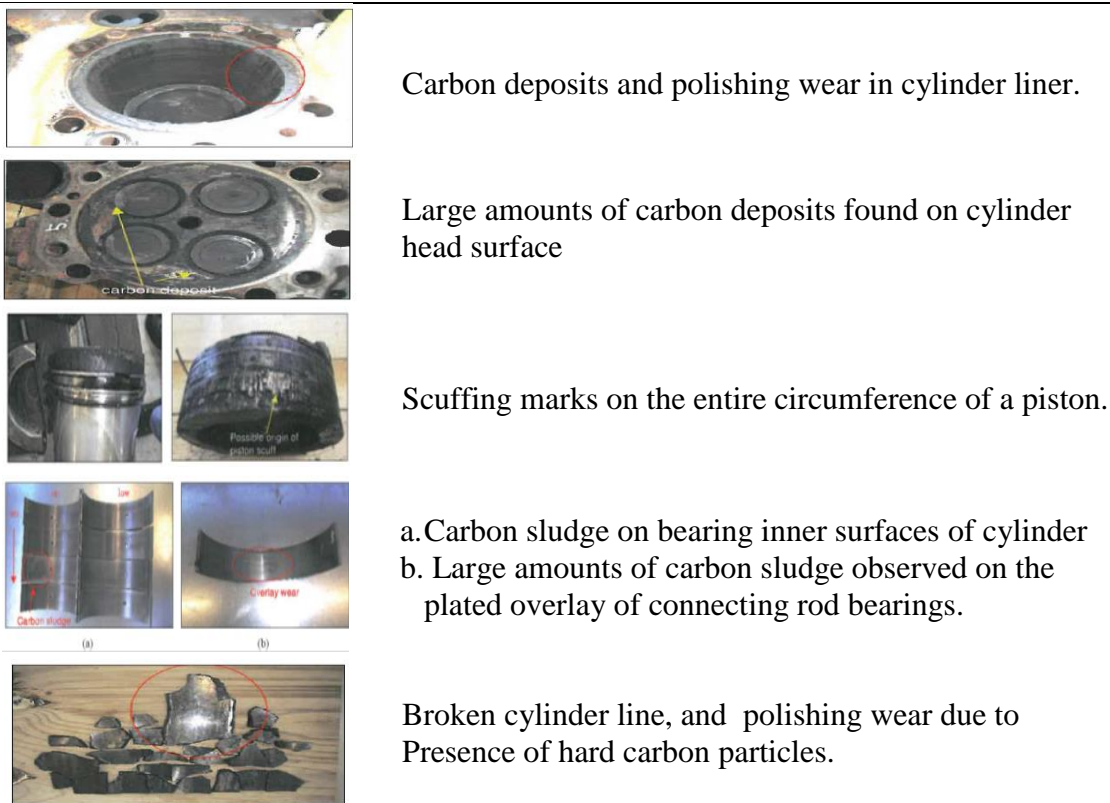 Carbon deposits and polishing wear in cylinder liner.
Large amounts of carbon deposits found on cylinder
head surface
carbon deposit
Scuffing marks on the entire circumference of a piston.
Possible origin of
piston scuff
a.Carbon sludge on bearing inner surfaces of cylinder
b. Large amounts of carbon sludge observed on the
plated overlay of connecting rod bearings.
low
Carbon sludge
Overlay wear
(a)
(b)
Broken cylinder line, and polishing wear due to
Presence of hard carbon particles.